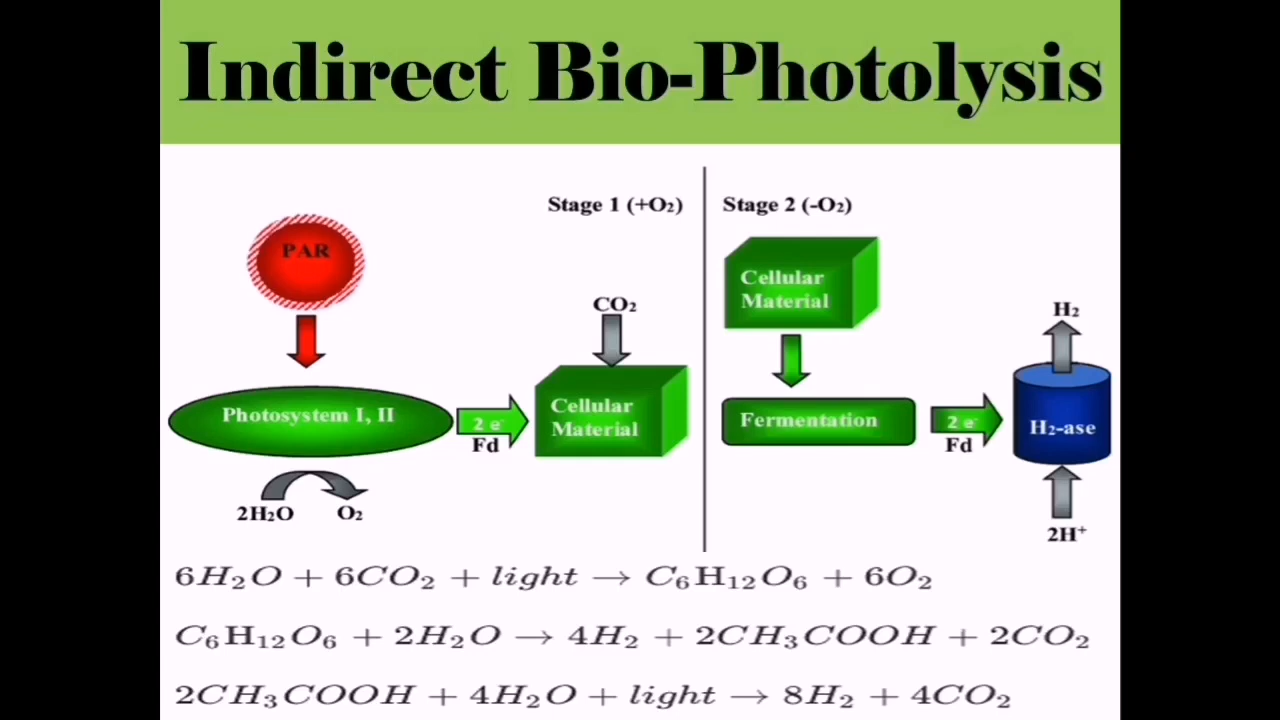 Indirect Bio-Photolysis
Stage 1 (+O₂)
Stage 2 (-O₂)
PAR
Cellular
Material
CO₂
H₂
Photosystem I, II
2 e⁻
Fd
Cellular
Material
Fermentation
2 e⁻
Fd
H₂-ase
2H₂O
O₂
2H⁺
6H₂O + 6CO₂ + light → C₆H₁₂O₆ + 6O₂
C₆H₁₂O₆ + 2H₂O → 4H₂ + 2CH₃COOH + 2CO₂
2CH₃COOH + 4H₂O + light → 8H₂ + 4CO₂